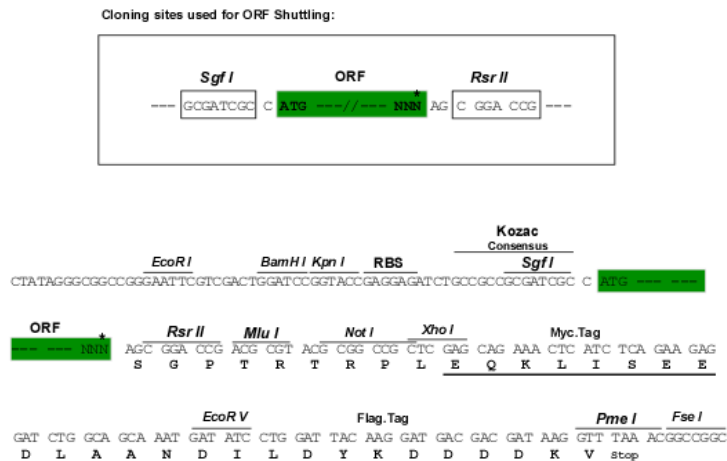 Cloning sites used for ORF Shuttling:
Sgf I ORF Rsr II
--- GCGATCGC C ATG ---//--- NNN* AG C GGA CCG ---
Kozac
Consensus
EcoR I BamH I Kpn I RBS Sgf I
CTATAGGGCGGCCGGGAATTCGTCGACTGGATCCGGTACCGAGGAGATCTGCCGCCGCGATCGC C ATG --- ---
ORF Rsr II Mlu I Not I Xho I Myc.Tag
--- --- NNN* AGC GGA CCG ACG CGT ACG CGG CCG CTC GAG CAG AAA CTC ATC TCA GAA GAG
S G P T R T R P L E Q K L I S E E
EcoR V Flag.Tag Pme I Fse I
GAT CTG GCA GCA AAT GAT ATC CTG GAT TAC AAG GAT GAC GAC GAT AAG GTT TAA ACGGCCGGC
D L A A N D I L D Y K D D D D K V Stop